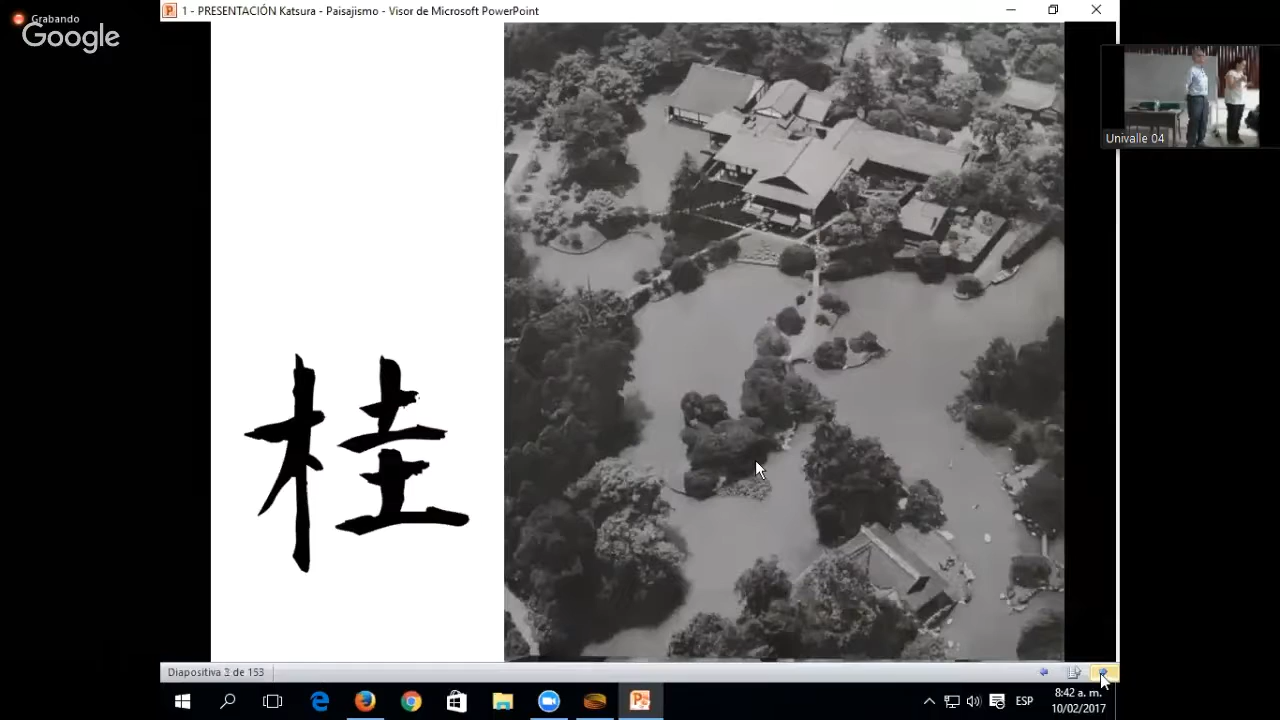 Grabando
Google
1 - PRESENTACIÓN Katsura - Paisajismo - Visor de Microsoft PowerPoint
Univalle 04
桂
Diapositiva 3 de 153
ESP
8:42 a. m.
10/02/2017